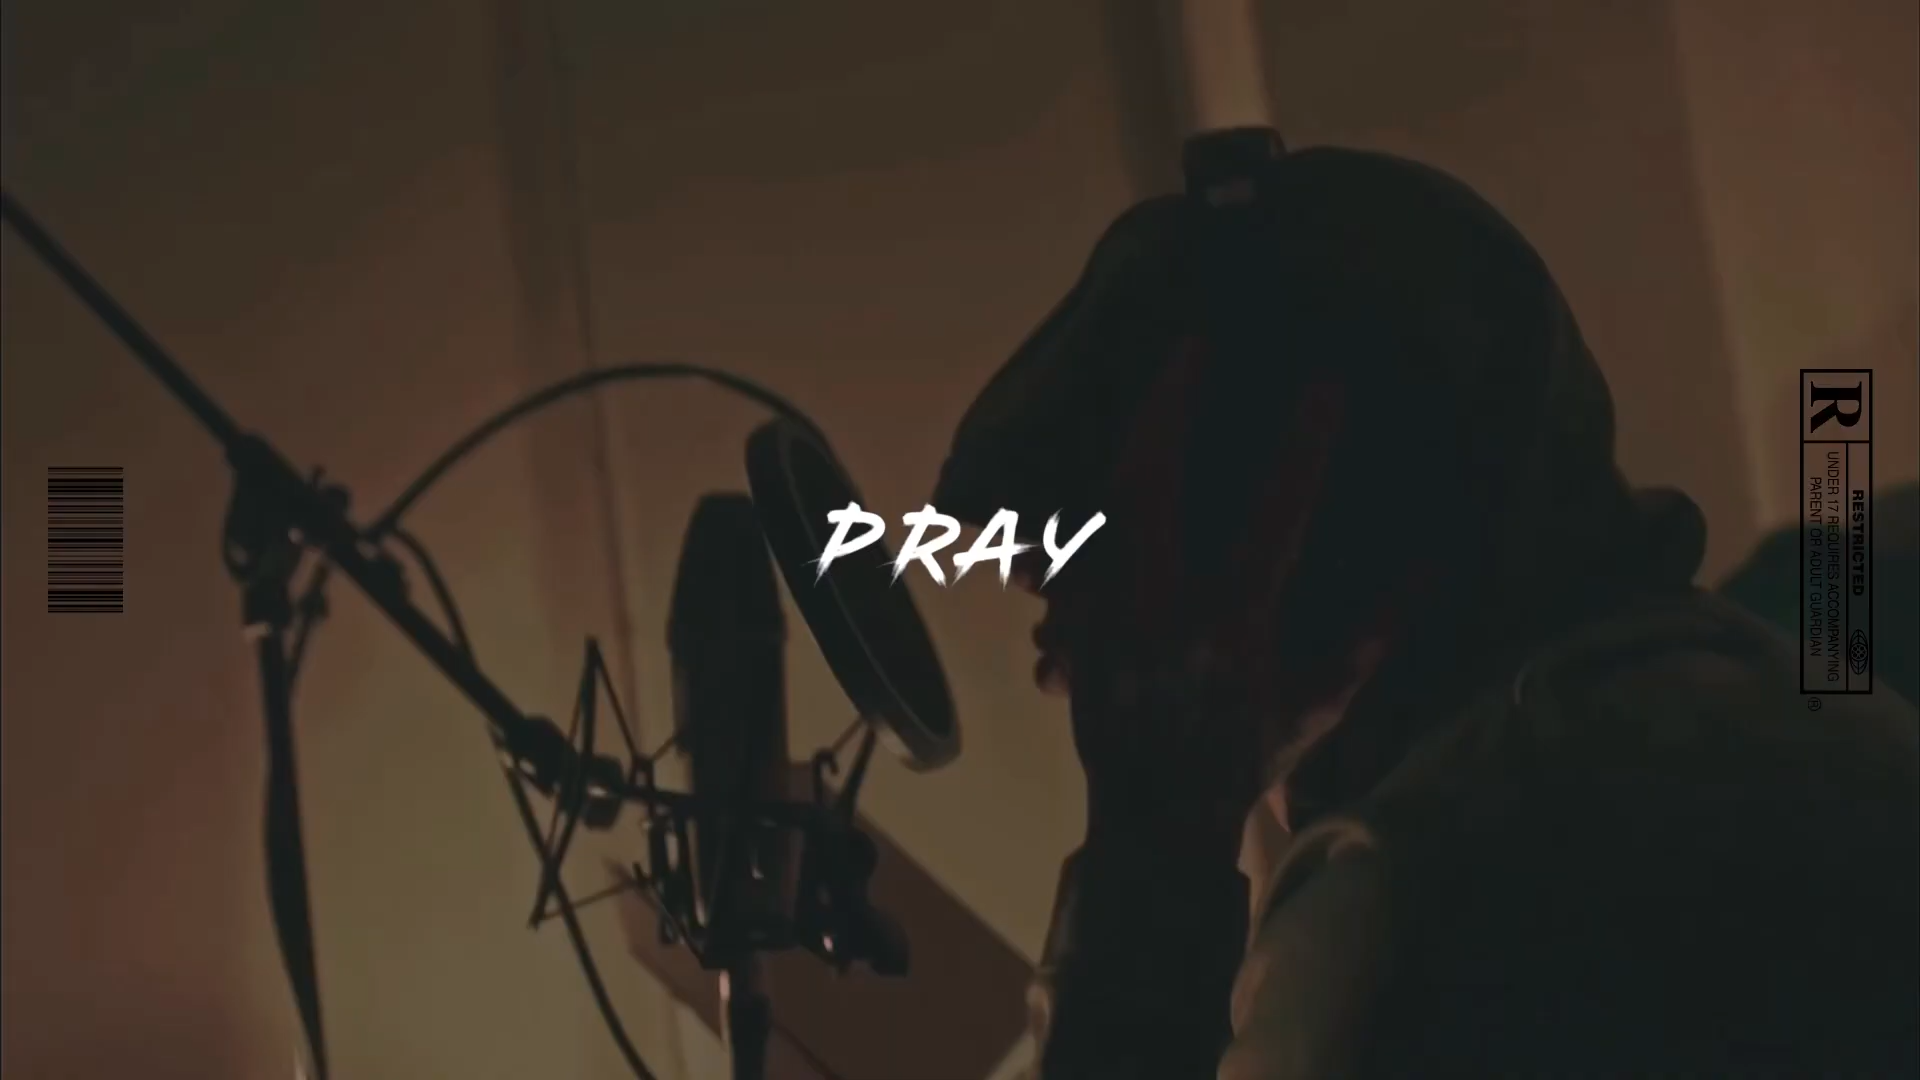 PRAY
R
RESTRICTED
UNDER 17 REQUIRES ACCOMPANYING
PARENT OR ADULT GUARDIAN
®